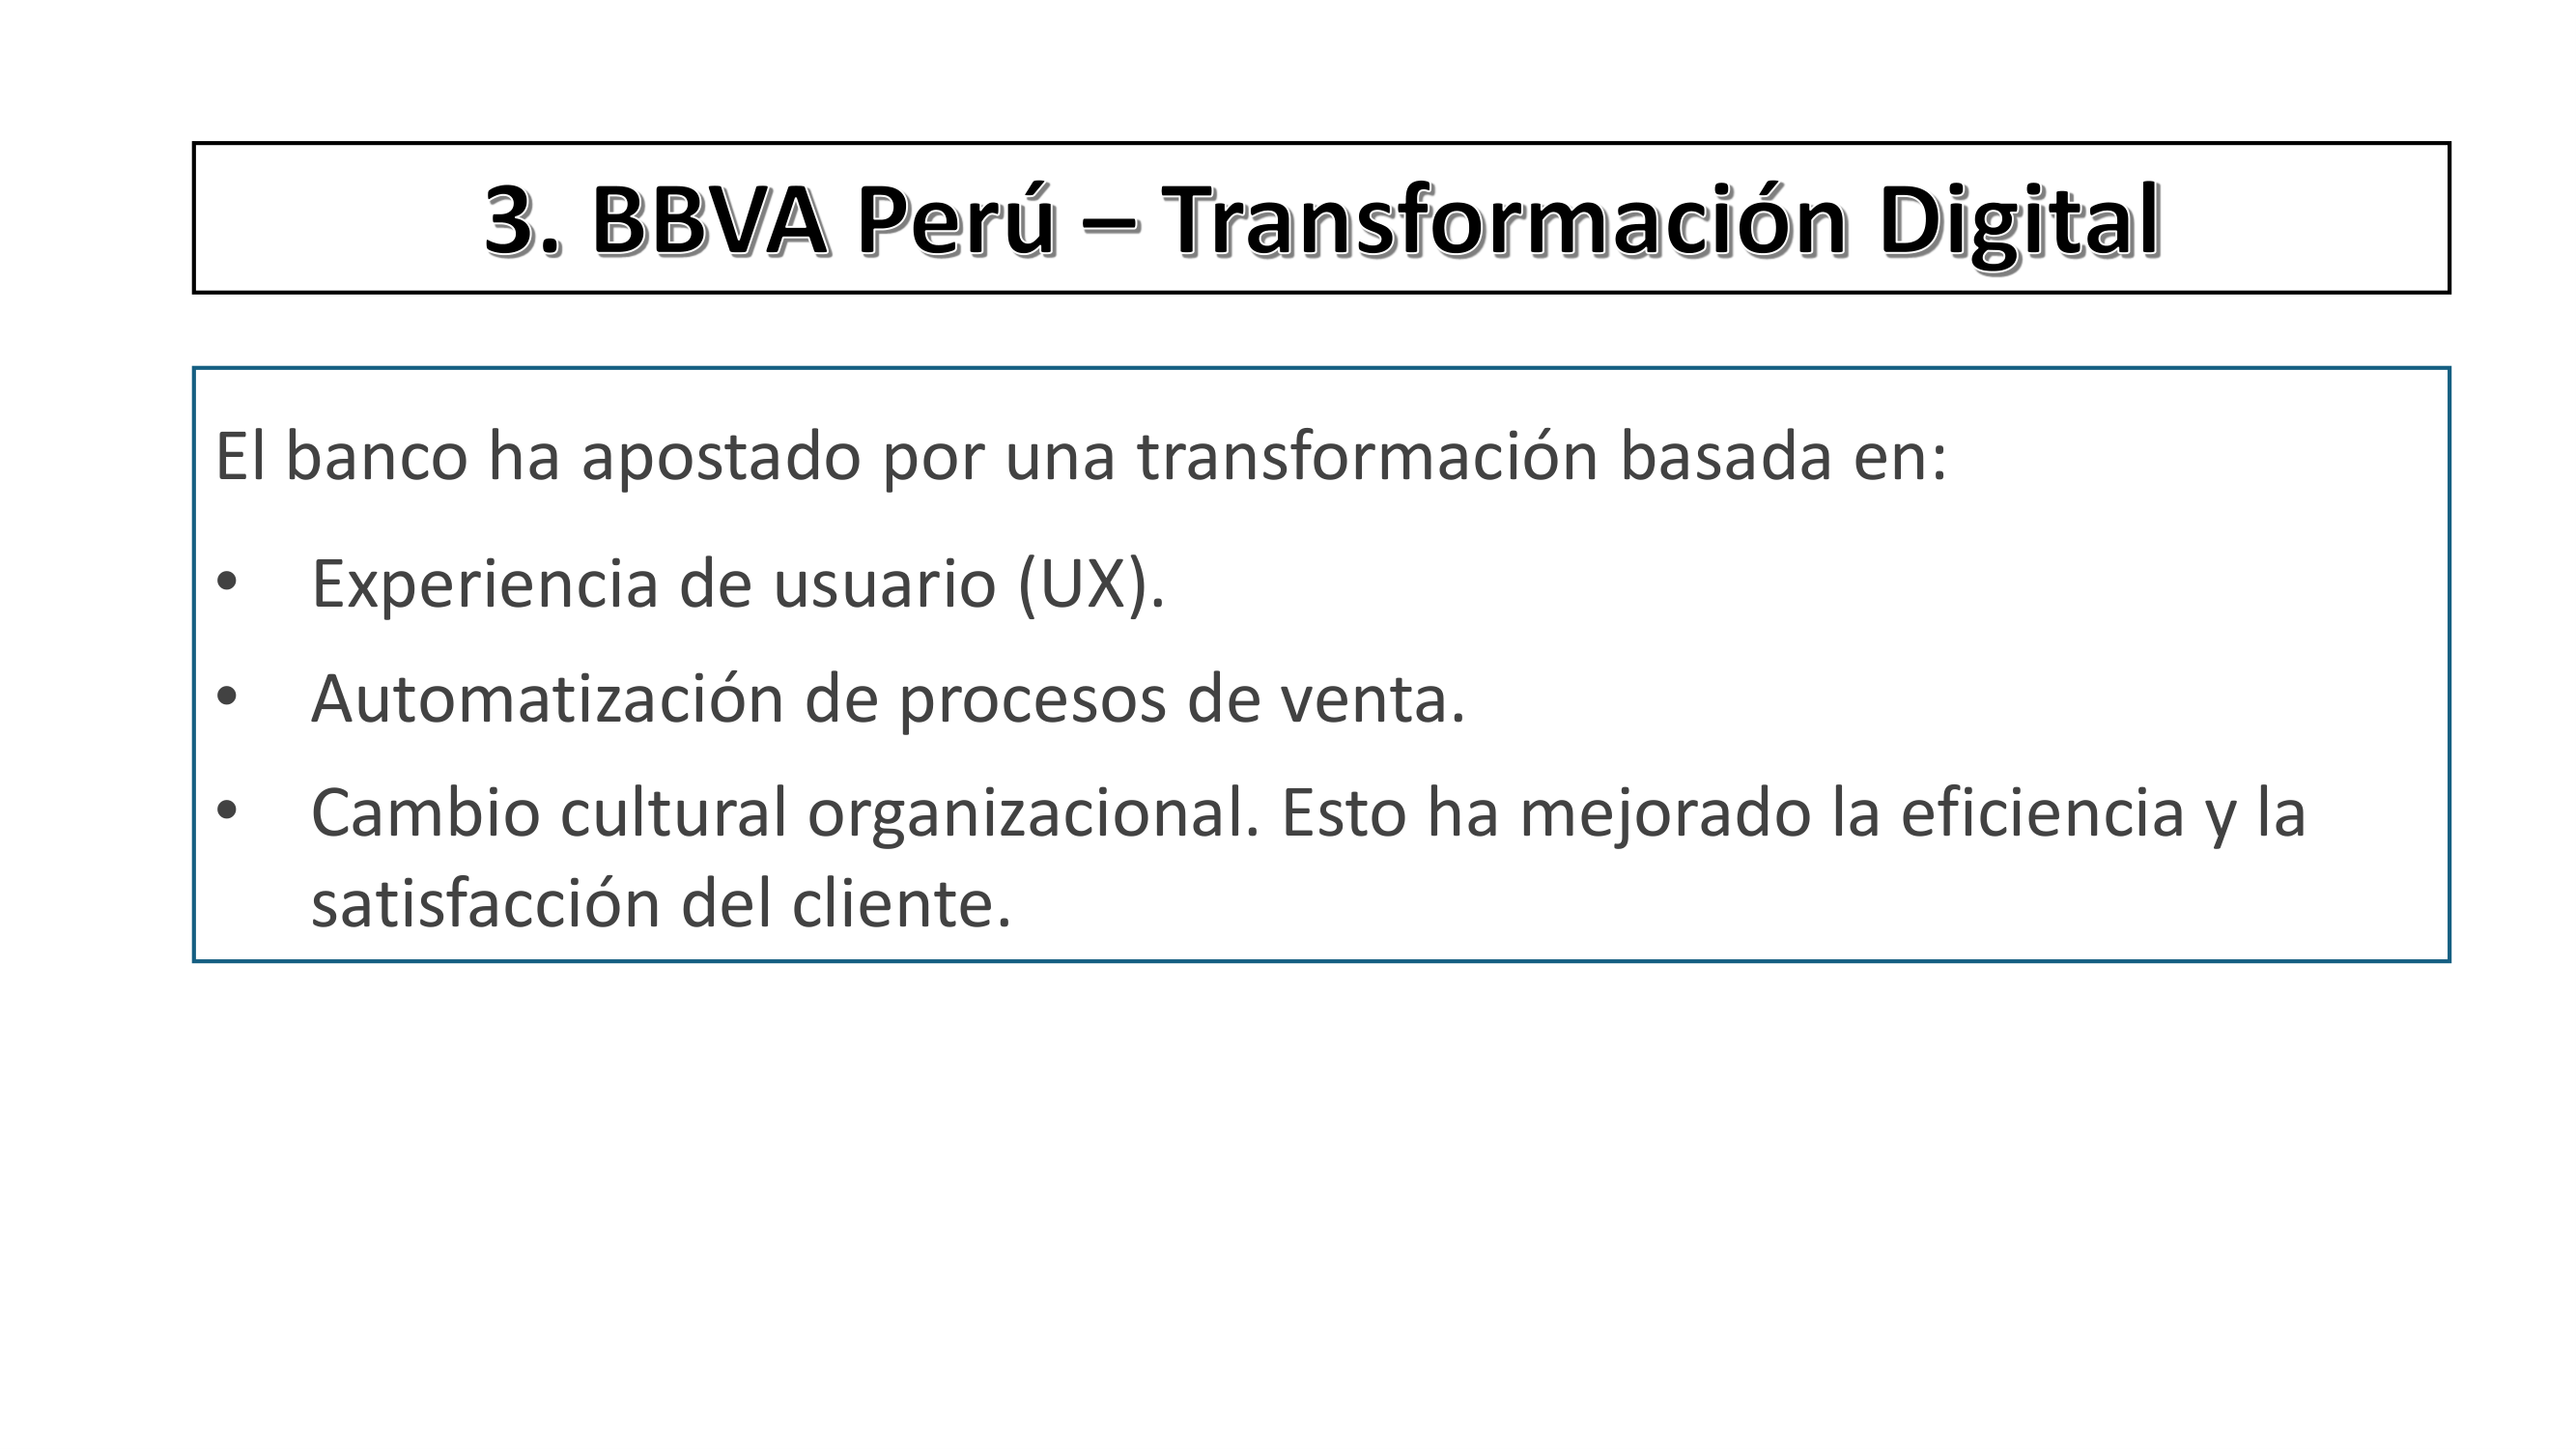 3. BBVA Perú – Transformación Digital
El banco ha apostado por una transformación basada en:
• Experiencia de usuario (UX).
• Automatización de procesos de venta.
• Cambio cultural organizacional. Esto ha mejorado la eficiencia y la
satisfacción del cliente.